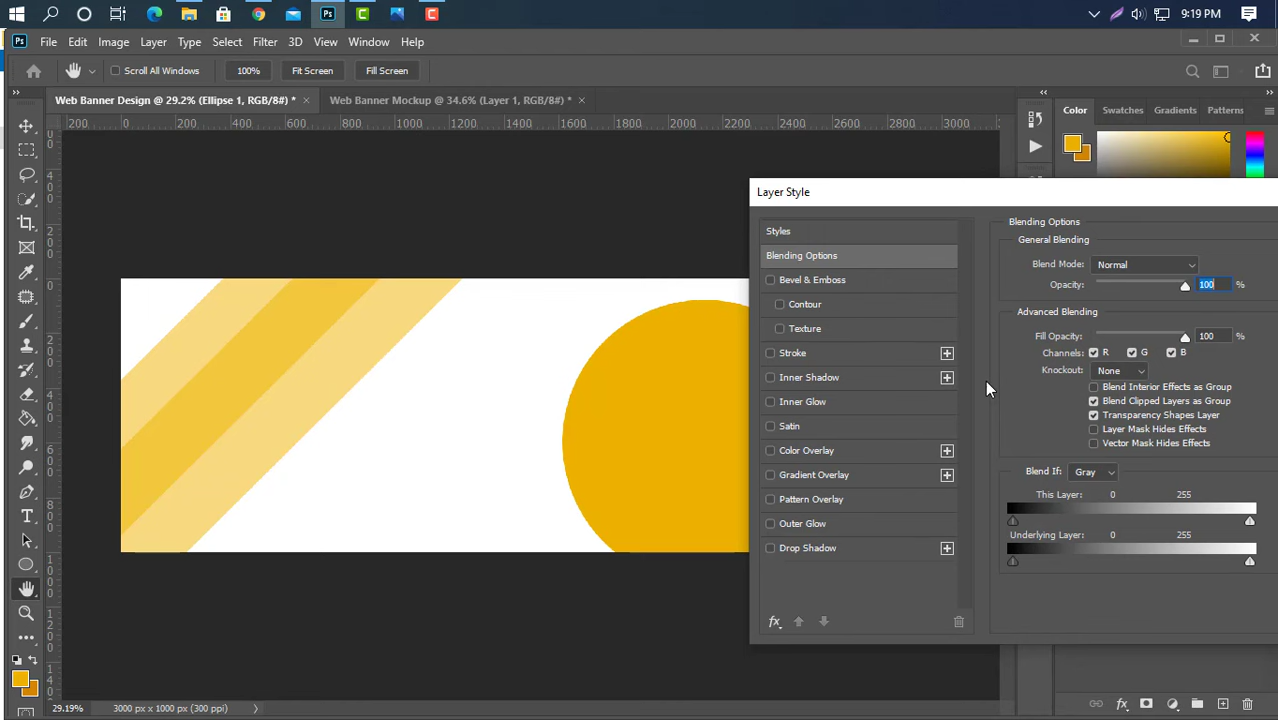 9:19 PM
File Edit Image Layer Type Select Filter 3D View Window Help
Scroll All Windows 100% Fit Screen Fill Screen
Web Banner Design @ 29.2% (Ellipse 1, RGB/8#) * × Web Banner Mockup @ 34.6% (Layer 1, RGB/8#) * ×
Color Swatches Gradients Patterns
200 0 200 400 600 800 1000 1200 1400 1600 1800 2000 2200 2400 2600 2800 3000
Layer Style
Styles
Blending Options
Bevel & Emboss
Contour
Texture
Stroke
Inner Shadow
Inner Glow
Satin
Color Overlay
Gradient Overlay
Pattern Overlay
Outer Glow
Drop Shadow
fx
Blending Options
General Blending
Blend Mode: Normal
Opacity: 100 %
Advanced Blending
Fill Opacity: 100 %
Channels: R G B
Knockout: None
Blend Interior Effects as Group
Blend Clipped Layers as Group
Transparency Shapes Layer
Layer Mask Hides Effects
Vector Mask Hides Effects
Blend If: Gray
This Layer: 0 255
Underlying Layer: 0 255
29.19% 3000 px x 1000 px (300 ppi)